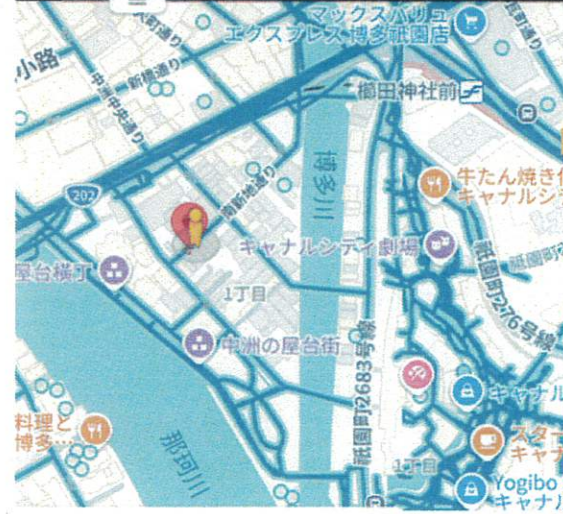 マックスバリュ
エクスプレス 博多祇園店
小路
新橋通り
中洲中央通り
櫛田神社前
202
南新地通り
博多川
牛たん焼き
キャナルシテ
キャナルシティ劇場
祇園町276号線
屋台横丁
1丁目
中洲の屋台街
祇園町2683号線
キャナル
料理と
博多…
那珂川
スター
キャナ
1丁目
Yogibo
キャナル